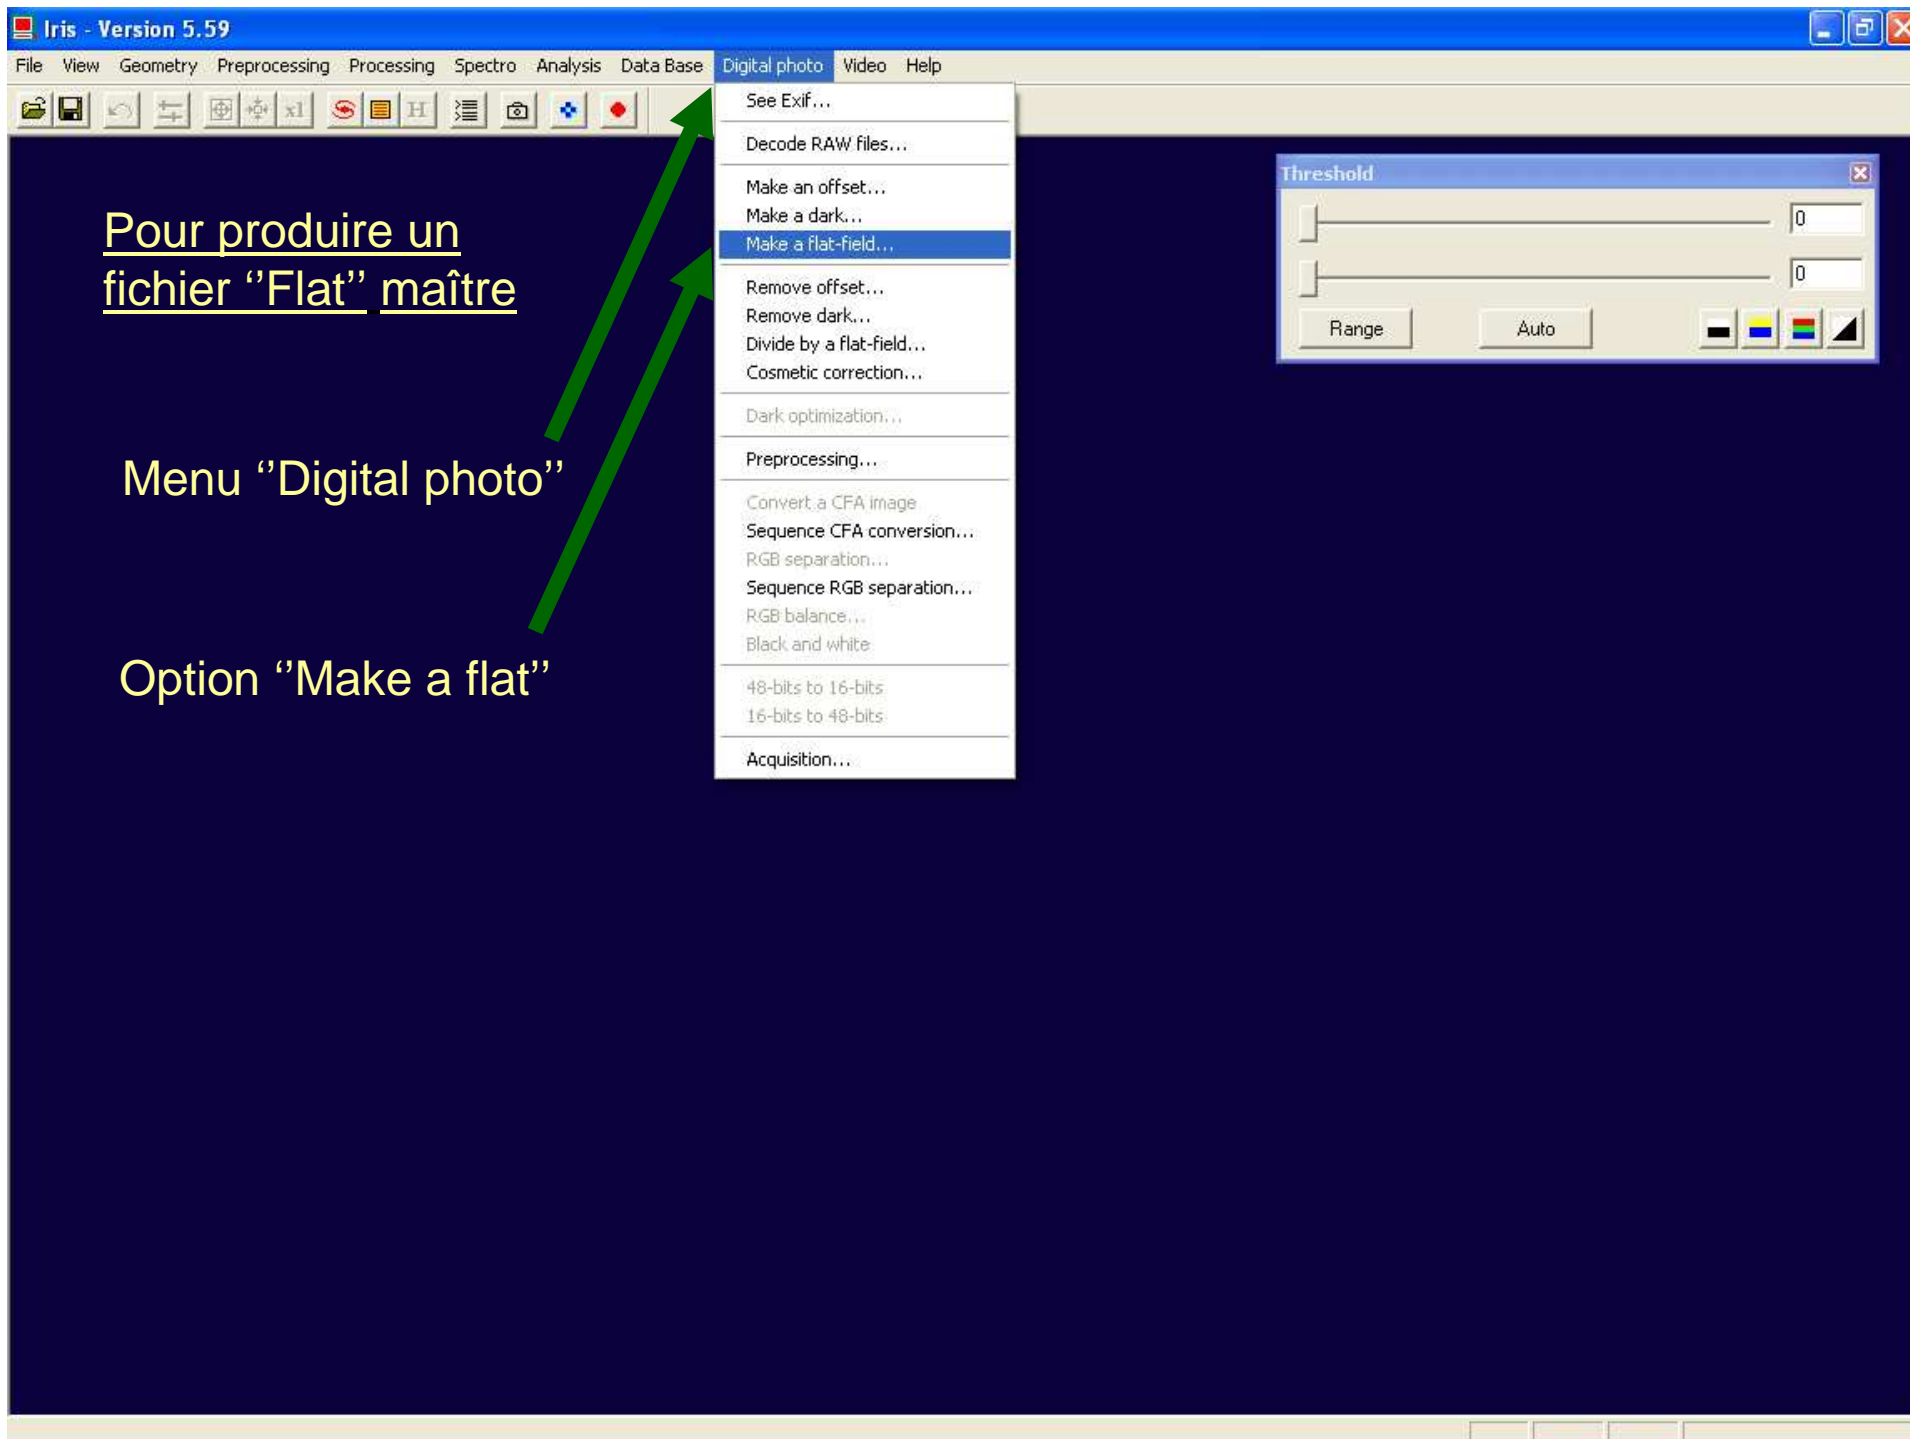 Iris - Version 5.59
File View Geometry Preprocessing Processing Spectro Analysis Data Base Digital photo Video Help
x1 H
See Exif...
Decode RAW files...
Make an offset...
Make a dark...
Make a flat-field...
Remove offset...
Remove dark...
Divide by a flat-field...
Cosmetic correction...
Dark optimization...
Preprocessing...
Convert a CFA image
Sequence CFA conversion...
RGB separation...
Sequence RGB separation...
RGB balance...
Black and white
48-bits to 16-bits
16-bits to 48-bits
Acquisition...
Pour produire un
fichier ‘’Flat’’ maître
Menu ‘’Digital photo’’
Option ‘’Make a flat’’
Threshold
0
0
Range Auto